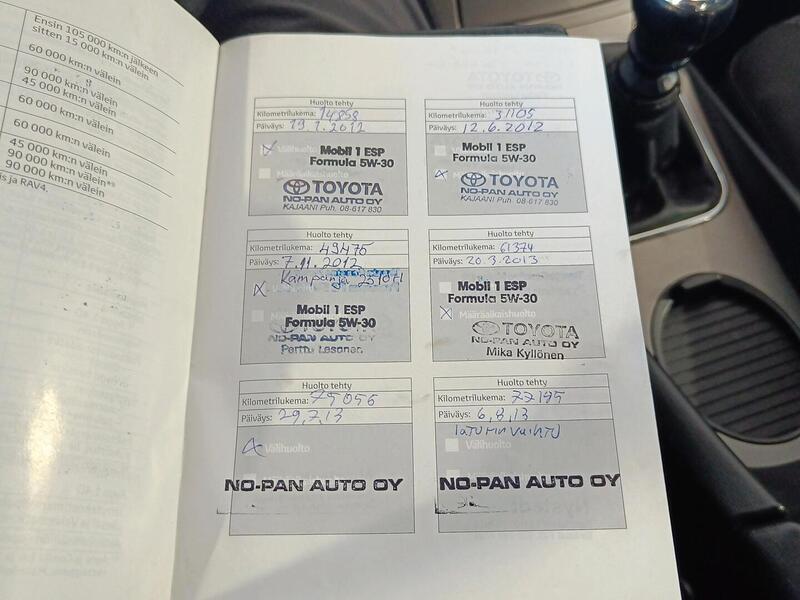 Ensin 105 000 km:n jälkeen
sitten 15 000 km:n välein
60 000 km:n välein
90 000 km:n välein
45 000 km:n välein
60 000 km:n välein
60 000 km:n välein
45 000 km:n välein
90 000 km:n välein
90 000 km:n välein
s ja RAV4.
Huolto tehty
Kilometrilukema: 14858
Päiväys: 19.1.2012
Välihuolto
Mobil 1 ESP
Formula 5W-30
Määräaikaishuolto
TOYOTA
NO-PAN AUTO OY
KAJAANI Puh. 08-617 830
Huolto tehty
Kilometrilukema: 31105
Päiväys: 12.6.2012
Mobil 1 ESP
Formula 5W-30
TOYOTA
NO-PAN AUTO OY
KAJAANI Puh. 08-617 830
Huolto tehty
Kilometrilukema: 49475
Päiväys: 7.11.2012
Kampanja
Mobil 1 ESP
Formula 5W-30
NO-PAN AUTO OY
Perttu
Huolto tehty
Kilometrilukema: 61374
Päiväys: 20.3.2013
Mobil 1 ESP
Formula 5W-30
Määräaikaishuolto
TOYOTA
NO-PAN AUTO OY
Mika Kyllönen
Huolto tehty
Kilometrilukema: 75056
Päiväys: 29.7.13
Välihuolto
NO-PAN AUTO OY
Huolto tehty
Kilometrilukema: 77195
Päiväys: 6.8.13
laturin vaihto
Välihuolto
NO-PAN AUTO OY